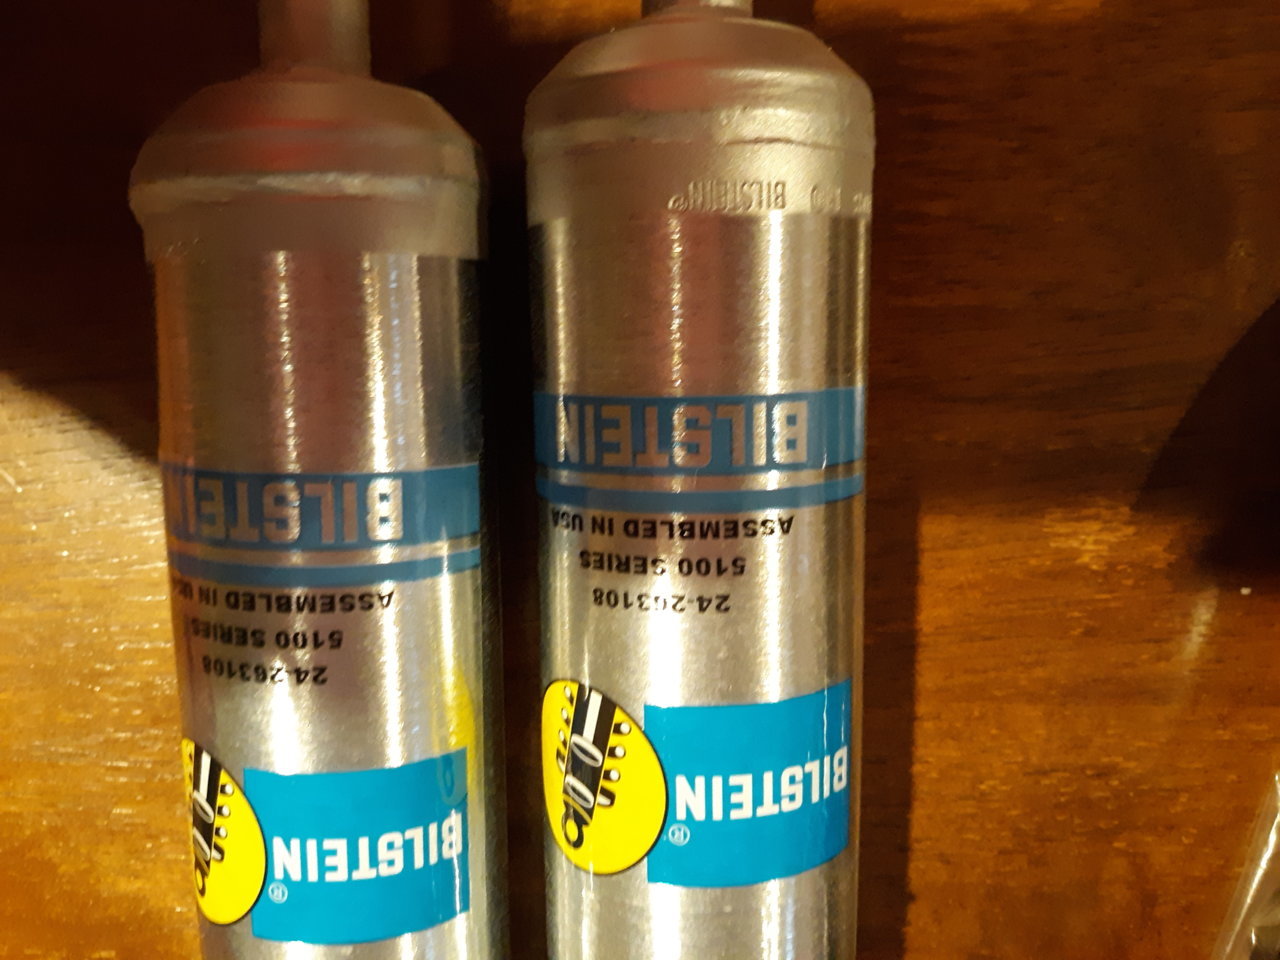 BILSTEIN®
BILSTEIN
ASSEMBLED IN
5100 SERIES
24-263108
BILSTEIN®
BILSTEIN
ASSEMBLED IN USA
5100 SERIES
24-263108
BILSTEIN®